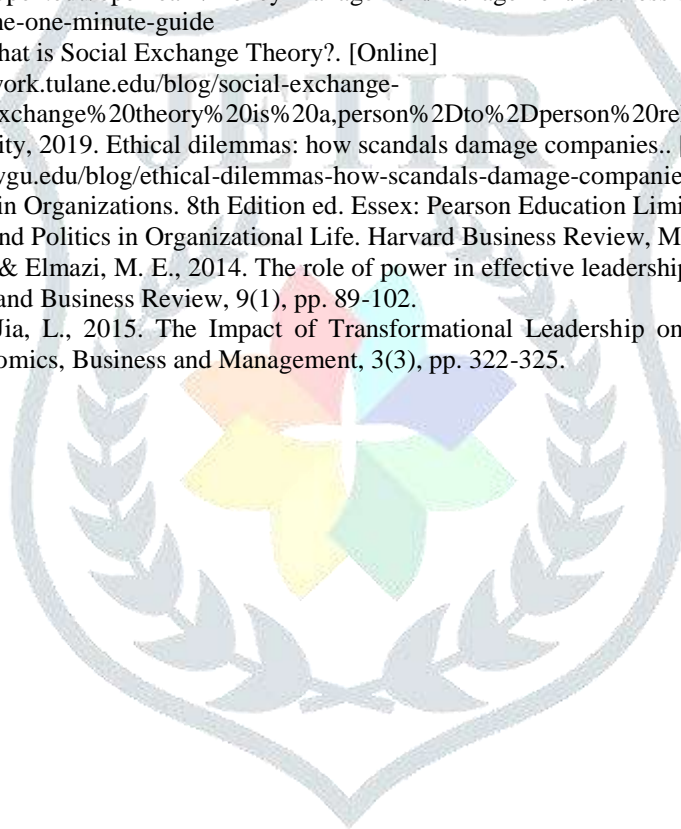 ne-one-minute-guide
hat is Social Exchange Theory?. [Online]
vork.tulane.edu/blog/social-exchange-
xchange%20theory%20is%20a,person%2Dto%2Dperson%20re
ity, 2019. Ethical dilemmas: how scandals damage companies.. [
vgu.edu/blog/ethical-dilemmas-how-scandals-damage-companie
in Organizations. 8th Edition ed. Essex: Pearson Education Limi
nd Politics in Organizational Life. Harvard Business Review, M
& Elmazi, M. E., 2014. The role of power in effective leadership
and Business Review, 9(1), pp. 89-102.
Jia, L., 2015. The Impact of Transformational Leadership on
omics, Business and Management, 3(3), pp. 322-325.
JETIR